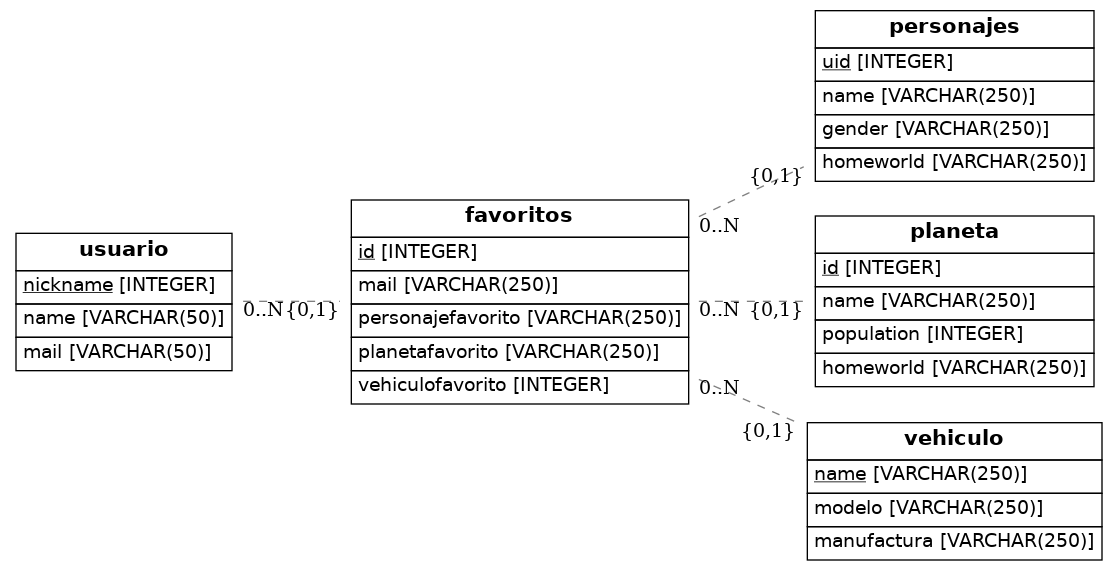 usuario
nickname [INTEGER]
name [VARCHAR(50)]
mail [VARCHAR(50)]
0..N
{0,1}
favoritos
id [INTEGER]
mail [VARCHAR(250)]
personajefavorito [VARCHAR(250)]
planetafavorito [VARCHAR(250)]
vehiculofavorito [INTEGER]
{0,1}
0..N
0..N
{0,1}
0..N
{0,1}
personajes
uid [INTEGER]
name [VARCHAR(250)]
gender [VARCHAR(250)]
homeworld [VARCHAR(250)]
planeta
id [INTEGER]
name [VARCHAR(250)]
population [INTEGER]
homeworld [VARCHAR(250)]
vehiculo
name [VARCHAR(250)]
modelo [VARCHAR(250)]
manufactura [VARCHAR(250)]